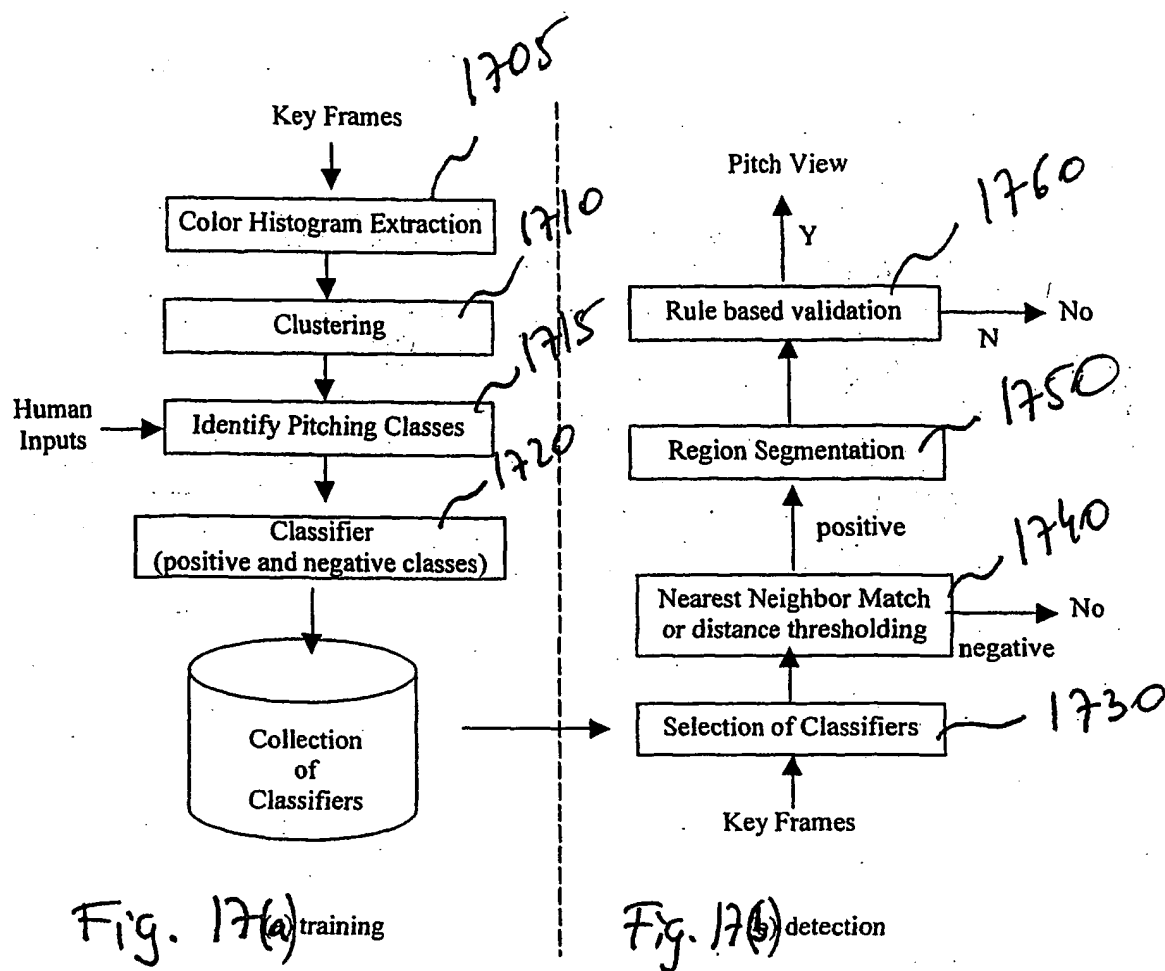 1705
Key Frames
Color Histogram Extraction
1710
Clustering
1715
Human
Inputs
Identify Pitching Classes
1720
Classifier
(positive and negative classes)
Collection
of
Classifiers
Fig. 17(a) training
Pitch View
1760
Y
Rule based validation
No
N
1750
Region Segmentation
positive
1740
Nearest Neighbor Match
or distance thresholding
No
negative
Selection of Classifiers
1730
Key Frames
Fig. 17(b) detection